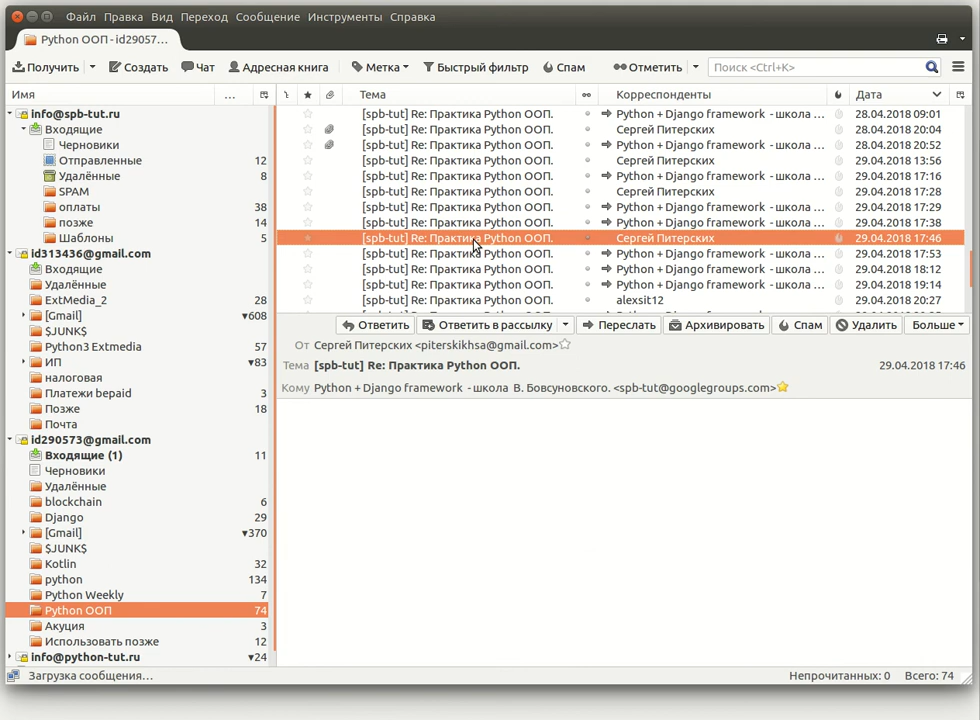 Файл Правка Вид Переход Сообщение Инструменты Справка
Python ООП - id29057...
Получить Создать Чат Адресная книга Метка Быстрый фильтр Спам Отметить Поиск <Ctrl+K>
Имя ... Тема Корреспонденты Дата
info@spb-tut.ru
Входящие
Черновики
Отправленные 12
Удалённые 8
SPAM
оплаты 38
позже 14
Шаблоны 5
id313436@gmail.com
Входящие
Удалённые
ExtMedia_2 28
[Gmail] ▾608
$JUNK$
Python3 Extmedia 57
ИП ▾83
налоговая
Платежи bepaid 3
Позже 18
Почта
id290573@gmail.com
Входящие (1) 11
Черновики
Удалённые
blockchain 6
Django 29
[Gmail] ▾370
$JUNK$
Kotlin 32
python 134
Python Weekly 7
Python ООП 74
Акуция 3
Использовать позже 12
info@python-tut.ru ▾24
[spb-tut] Re: Практика Python ООП. Python + Django framework - школа ... 28.04.2018 09:01
[spb-tut] Re: Практика Python ООП. Сергей Питерских 28.04.2018 20:04
[spb-tut] Re: Практика Python ООП. Python + Django framework - школа ... 28.04.2018 20:52
[spb-tut] Re: Практика Python ООП. Сергей Питерских 29.04.2018 13:56
[spb-tut] Re: Практика Python ООП. Python + Django framework - школа ... 29.04.2018 17:16
[spb-tut] Re: Практика Python ООП. Сергей Питерских 29.04.2018 17:28
[spb-tut] Re: Практика Python ООП. Python + Django framework - школа ... 29.04.2018 17:29
[spb-tut] Re: Практика Python ООП. Python + Django framework - школа ... 29.04.2018 17:38
[spb-tut] Re: Практика Python ООП. Сергей Питерских 29.04.2018 17:46
[spb-tut] Re: Практика Python ООП. Python + Django framework - школа ... 29.04.2018 17:53
[spb-tut] Re: Практика Python ООП. Python + Django framework - школа ... 29.04.2018 18:12
[spb-tut] Re: Практика Python ООП. Python + Django framework - школа ... 29.04.2018 19:14
[spb-tut] Re: Практика Python ООП. alexsit12 29.04.2018 20:27
Ответить Ответить в рассылку Переслать Архивировать Спам Удалить Больше
От Сергей Питерских <piterskikhsa@gmail.com>
Тема [spb-tut] Re: Практика Python ООП. 29.04.2018 17:46
Кому Python + Django framework - школа В. Бовсуновского. <spb-tut@googlegroups.com>
Загрузка сообщения... Непрочитанных: 0 Всего: 74